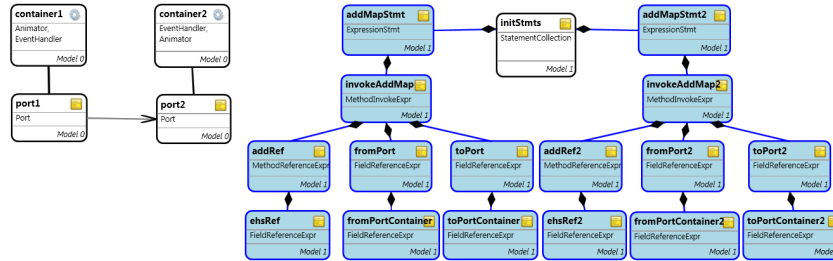 container1
Animator,
EventHandler
Model 0
container2
EventHandler,
Animator
Model 0
port1
Port
Model 0
port2
Port
Model 0
addMapStmt
ExpressionStmt
Model 1
initStmts
StatementCollection
Model 1
addMapStmt2
ExpressionStmt
Model 1
invokeAddMap
MethodInvokeExpr
Model 1
invokeAddMap2
MethodInvokeExpr
Model 1
addRef
MethodReferenceExpr
Model 1
fromPort
FieldReferenceExpr
Model 1
toPort
FieldReferenceExpr
Model 1
addRef2
MethodReferenceExpr
Model 1
fromPort2
FieldReferenceExpr
Model 1
toPort2
FieldReferenceExpr
Model 1
ehsRef
FieldReferenceExpr
Model 1
fromPortContainer
FieldReferenceExpr
Model 1
toPortContainer
FieldReferenceExpr
Model 1
ehsRef2
FieldReferenceExpr
Model 1
fromPortContainer2
FieldReferenceExpr
Model 1
toPortContainer2
FieldReferenceExpr
Model 1